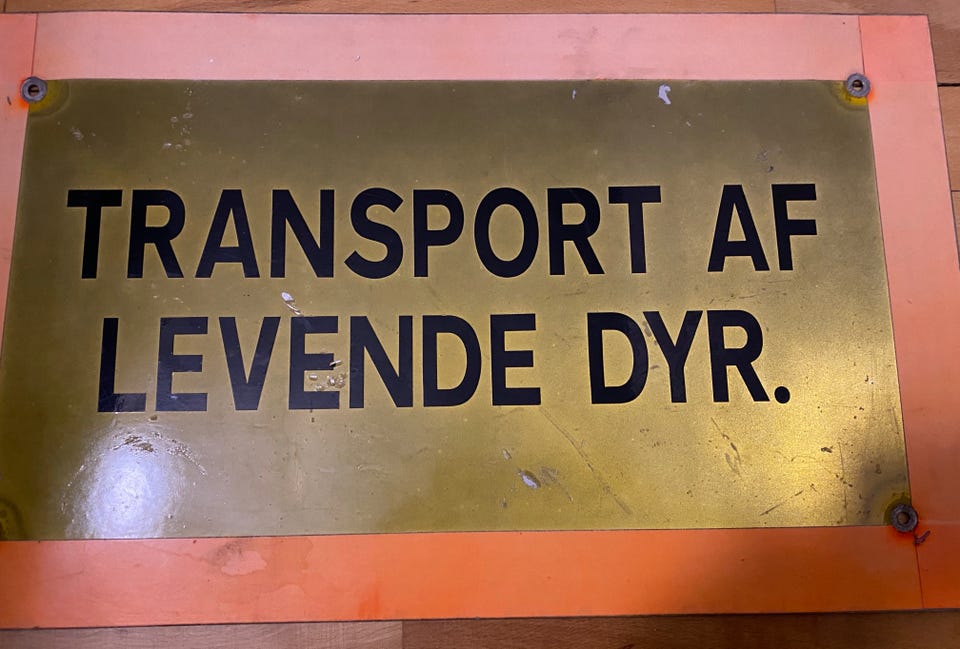 TRANSPORT AF
LEVENDE DYR.